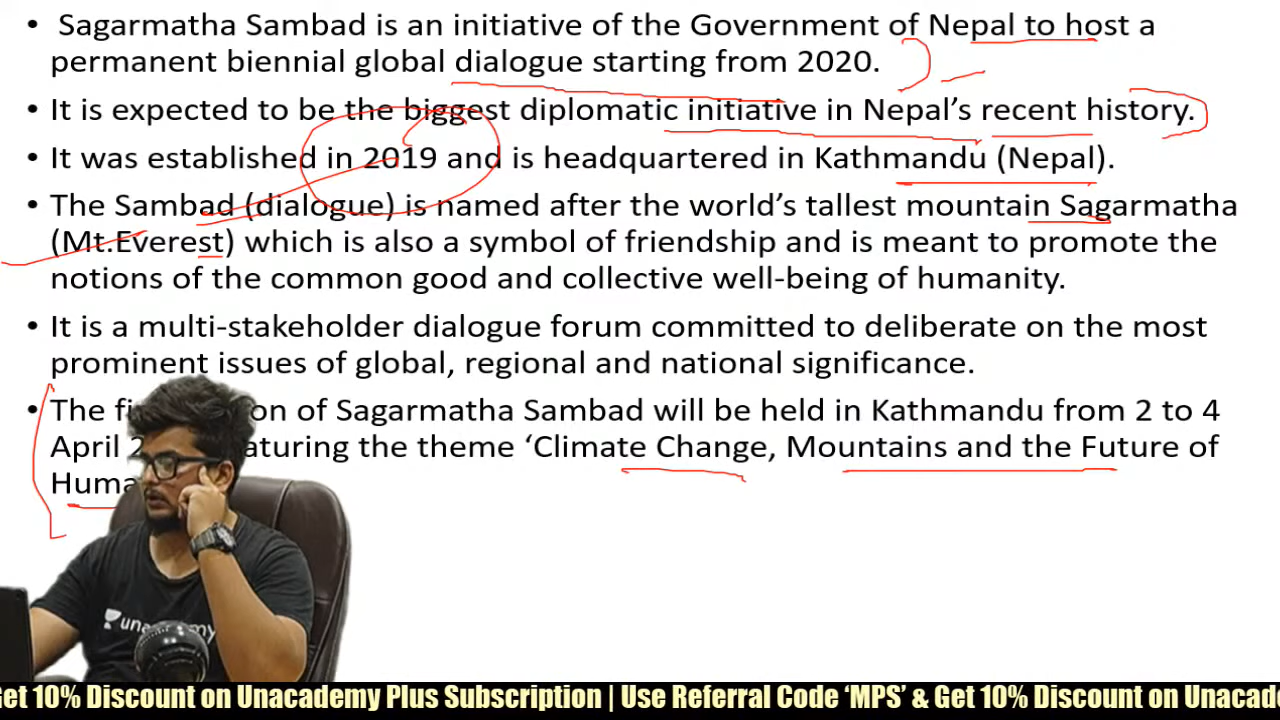 • Sagarmatha Sambad is an initiative of the Government of Nepal to host a
permanent biennial global dialogue starting from 2020.
• It is expected to be the biggest diplomatic initiative in Nepal's recent history.
• It was established in 2019 and is headquartered in Kathmandu (Nepal).
• The Sambad (dialogue) is named after the world's tallest mountain Sagarmatha
(Mt.Everest) which is also a symbol of friendship and is meant to promote the
notions of the common good and collective well-being of humanity.
• It is a multi-stakeholder dialogue forum committed to deliberate on the most
prominent issues of global, regional and national significance.
• The of Sagarmatha Sambad will be held in Kathmandu from 2 to 4
April the theme ‘Climate Change, Mountains and the Future of
unacademy
Get 10% Discount on Unacademy Plus Subscription | Use Referral Code ‘MPS’ & Get 10% Discount on